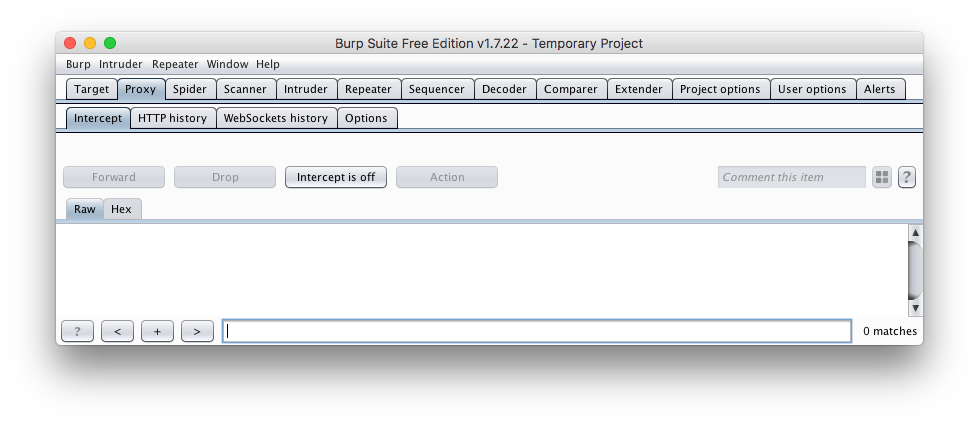 Burp Suite Free Edition v1.7.22 - Temporary Project
Burp Intruder Repeater Window Help
Target Proxy Spider Scanner Intruder Repeater Sequencer Decoder Comparer Extender Project options User options Alerts
Intercept HTTP history WebSockets history Options
Forward Drop Intercept is off Action Comment this item ?
Raw Hex
? < + > 0 matches